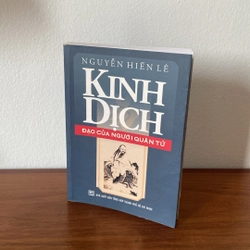 NGUYỄN HIẾN LÊ
KINH
DỊCH
ĐẠO CỦA NGƯỜI QUÂN TỬ